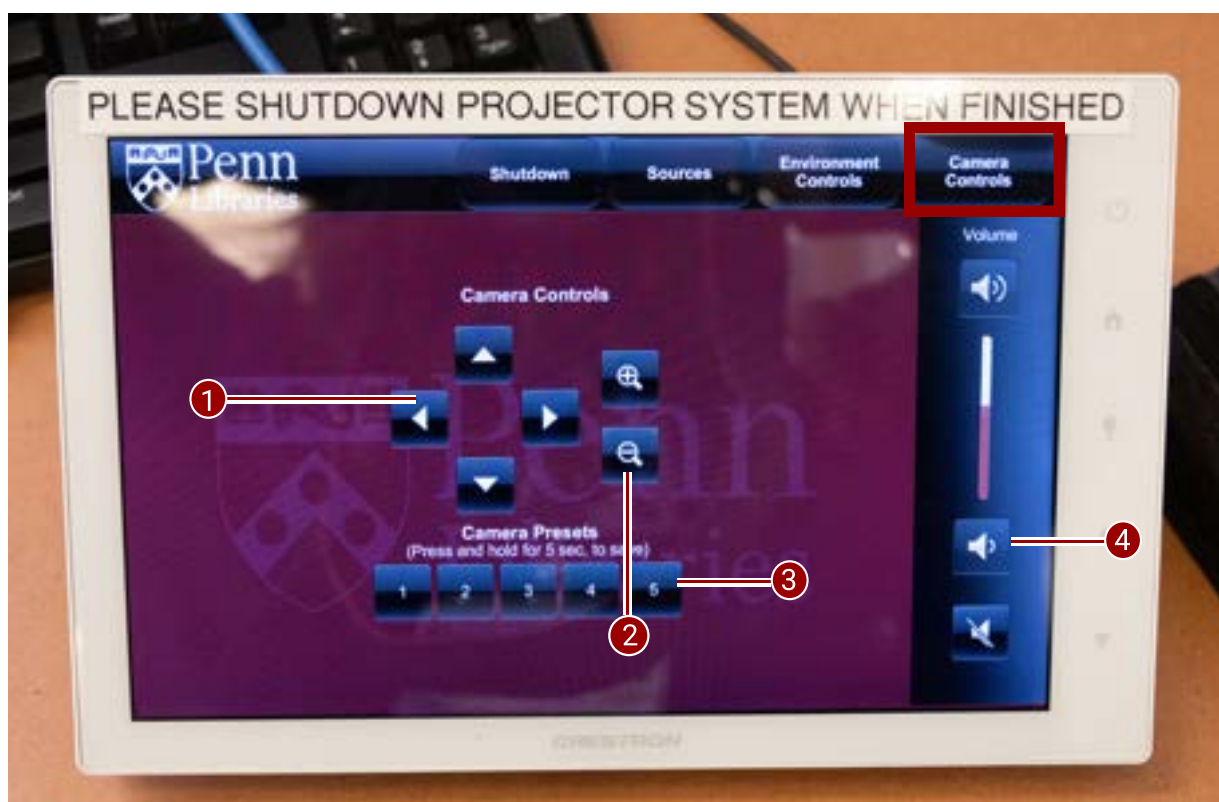 PLEASE SHUTDOWN PROJECTOR SYSTEM WHEN FINISHED
Penn
Libraries
Shutdown
Sources
Environment
Controls
Camera
Controls
Volume
Camera Controls
1
2
3
4
Camera Presets
(Press and hold for 5 sec. to save)
1 2 3 4 5
CRESTRON